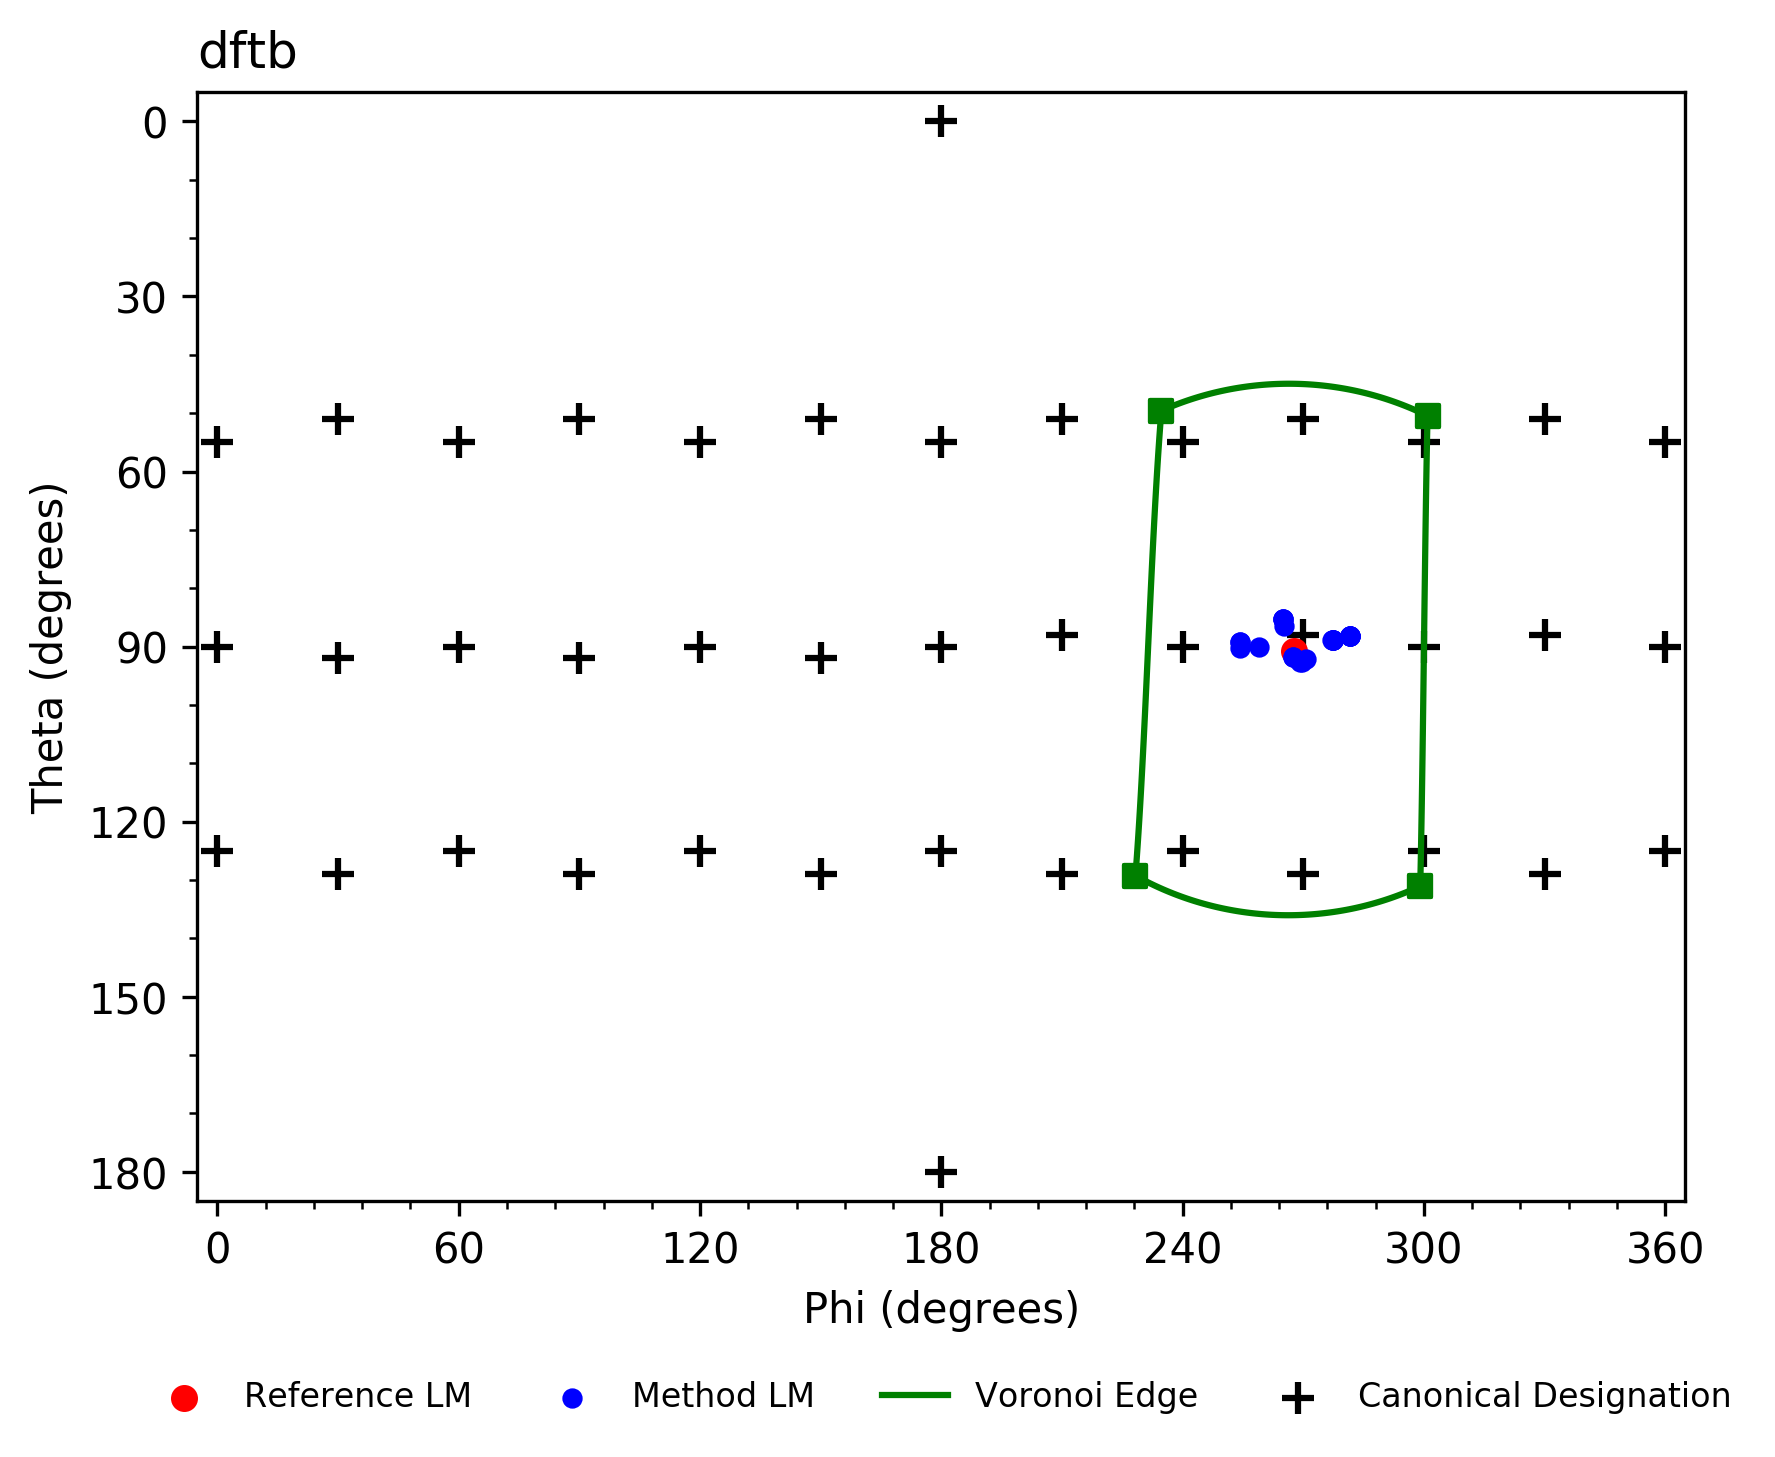 dftb
0
30
60
90
120
150
180
Theta (degrees)
0 60 120 180 240 300 360
Phi (degrees)
Reference LM Method LM Voronoi Edge Canonical Designation